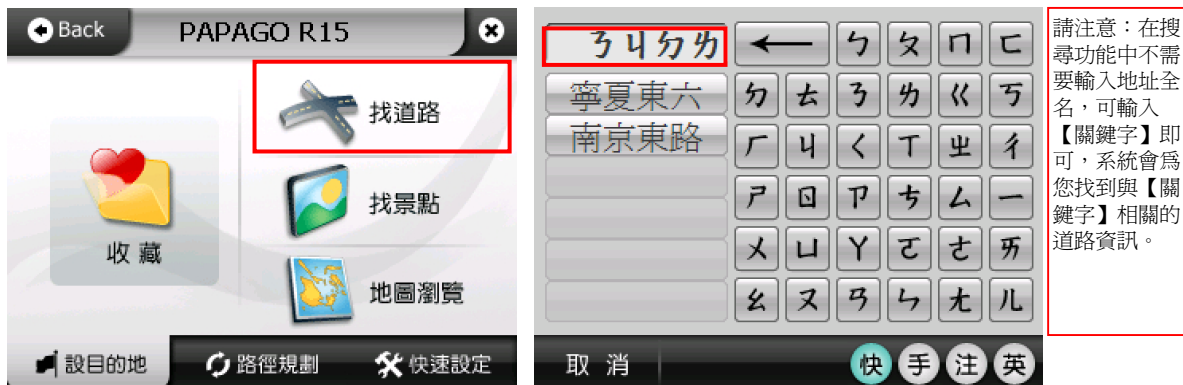 Back
PAPAGO R15
找道路
找景點
收 藏
地圖瀏覽
設目的地
路徑規劃
快速設定
ㄋㄐㄉㄌ
ㄅ ㄆ ㄇ ㄈ
寧夏東六
ㄉ ㄊ ㄋ ㄌ ㄍ ㄎ
南京東路
ㄏ ㄐ ㄑ ㄒ ㄓ ㄔ
ㄕ ㄖ ㄗ ㄘ ㄙ ㄧ
ㄨ ㄩ ㄚ ㄛ ㄜ ㄞ
ㄠ ㄡ ㄢ ㄣ ㄤ ㄦ
取 消
快 手 注 英
請注意：在搜
尋功能中不需
要輸入地址全
名，可輸入
【關鍵字】即
可，系統會爲
您找到與【關
鍵字】相關的
道路資訊。